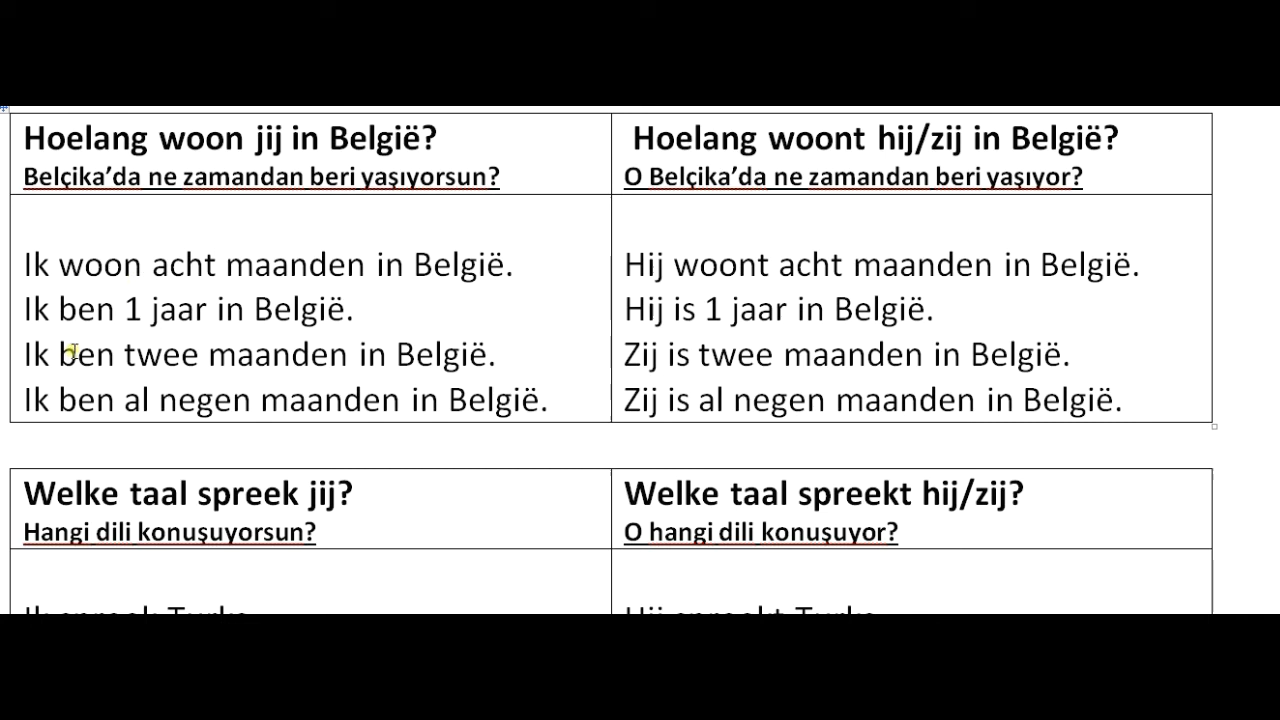 Hoelang woon jij in België?
Belçika’da ne zamandan beri yaşıyorsun?
Ik woon acht maanden in België.
Ik ben 1 jaar in België.
Ik ben twee maanden in België.
Ik ben al negen maanden in België.
Hoelang woont hij/zij in België?
O Belçika’da ne zamandan beri yaşıyor?
Hij woont acht maanden in België.
Hij is 1 jaar in België.
Zij is twee maanden in België.
Zij is al negen maanden in België.
Welke taal spreek jij?
Hangi dili konuşuyorsun?
Welke taal spreekt hij/zij?
O hangi dili konuşuyor?